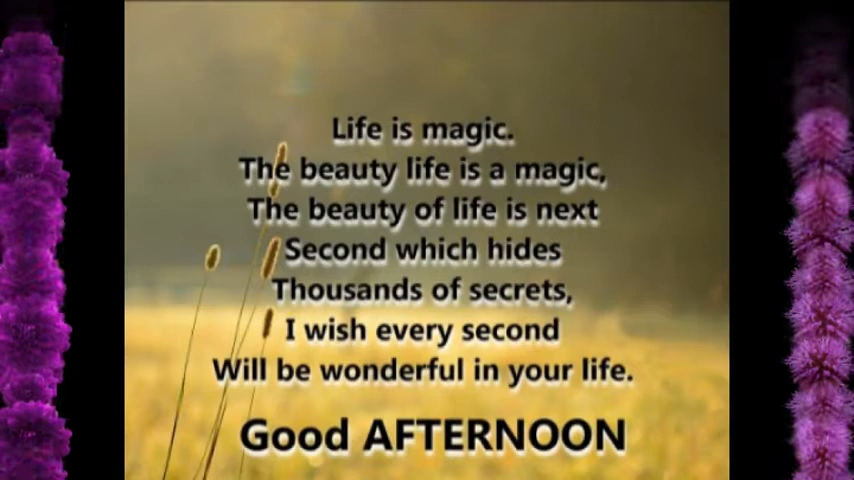 Life is magic.
The beauty life is a magic,
The beauty of life is next
Second which hides
Thousands of secrets,
I wish every second
Will be wonderful in your life.
Good AFTERNOON